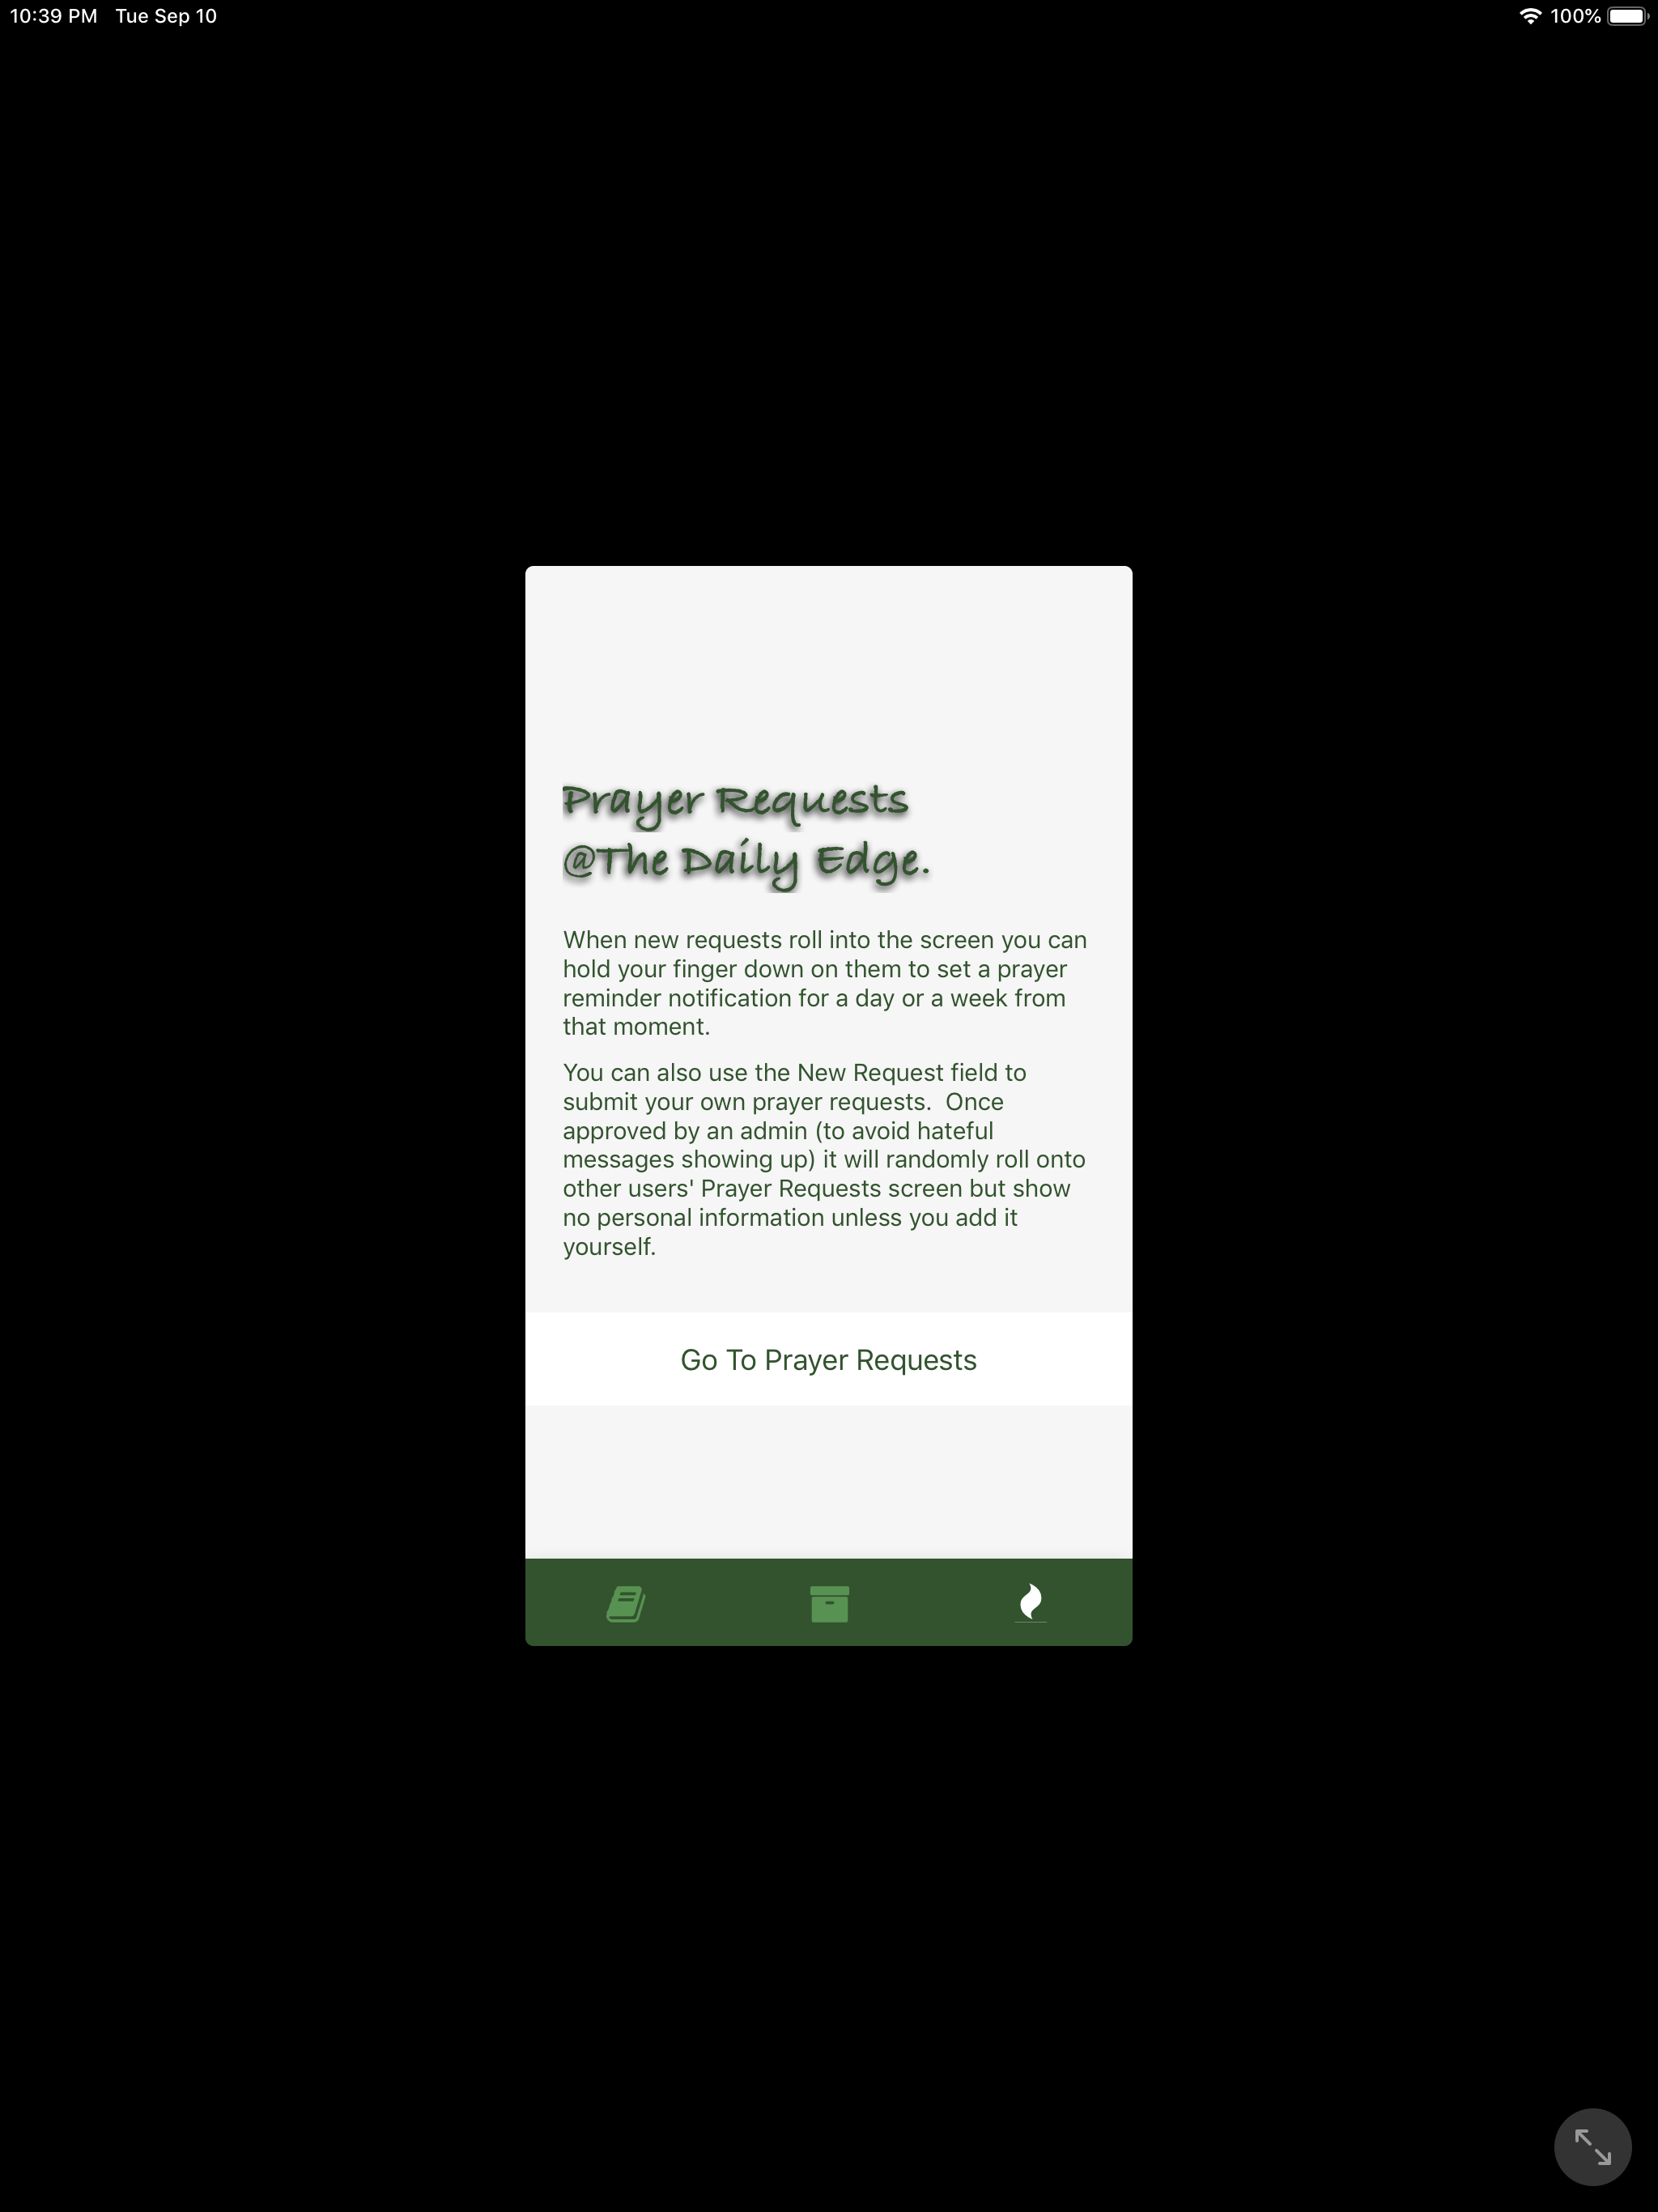 10:39 PM Tue Sep 10
100%
Prayer Requests
@The Daily Edge.
When new requests roll into the screen you can
hold your finger down on them to set a prayer
reminder notification for a day or a week from
that moment.
You can also use the New Request field to
submit your own prayer requests.  Once
approved by an admin (to avoid hateful
messages showing up) it will randomly roll onto
other users' Prayer Requests screen but show
no personal information unless you add it
yourself.
Go To Prayer Requests